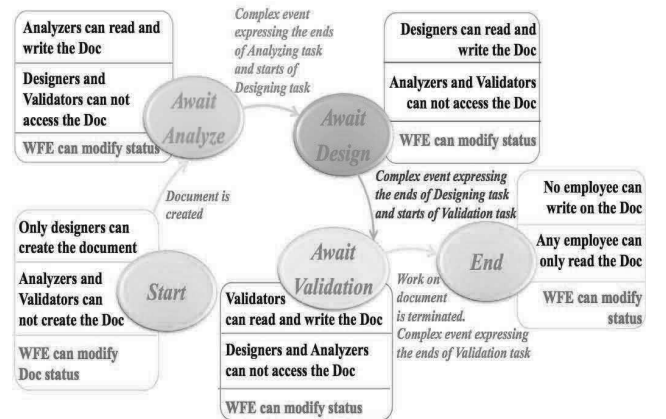 Analyzers can read and
write the Doc
Designers and
Validators can not
access the Doc
WFE can modify status
Await
Analyze
Complex event
expressing the ends
of Analyzing task
and starts of
Designing task
Designers can read and
write the Doc
Analyzers and Validators
can not access the Doc
WFE can modify status
Await
Design
Document is
created
Complex event expressing
the ends of Designing task
and starts of Validation task
Only designers can
create the document
Analyzers and
Validators can
not create the Doc
WFE can modify
Doc status
Start
Await
Validation
Validators
can read and write the Doc
Designers and Analyzers
can not access the Doc
WFE can modify status
Work on
document
is terminated.
Complex event expressing
the ends of Validation task
End
No employee can
write on the Doc
Any employee can
only read the Doc
WFE can modify
status